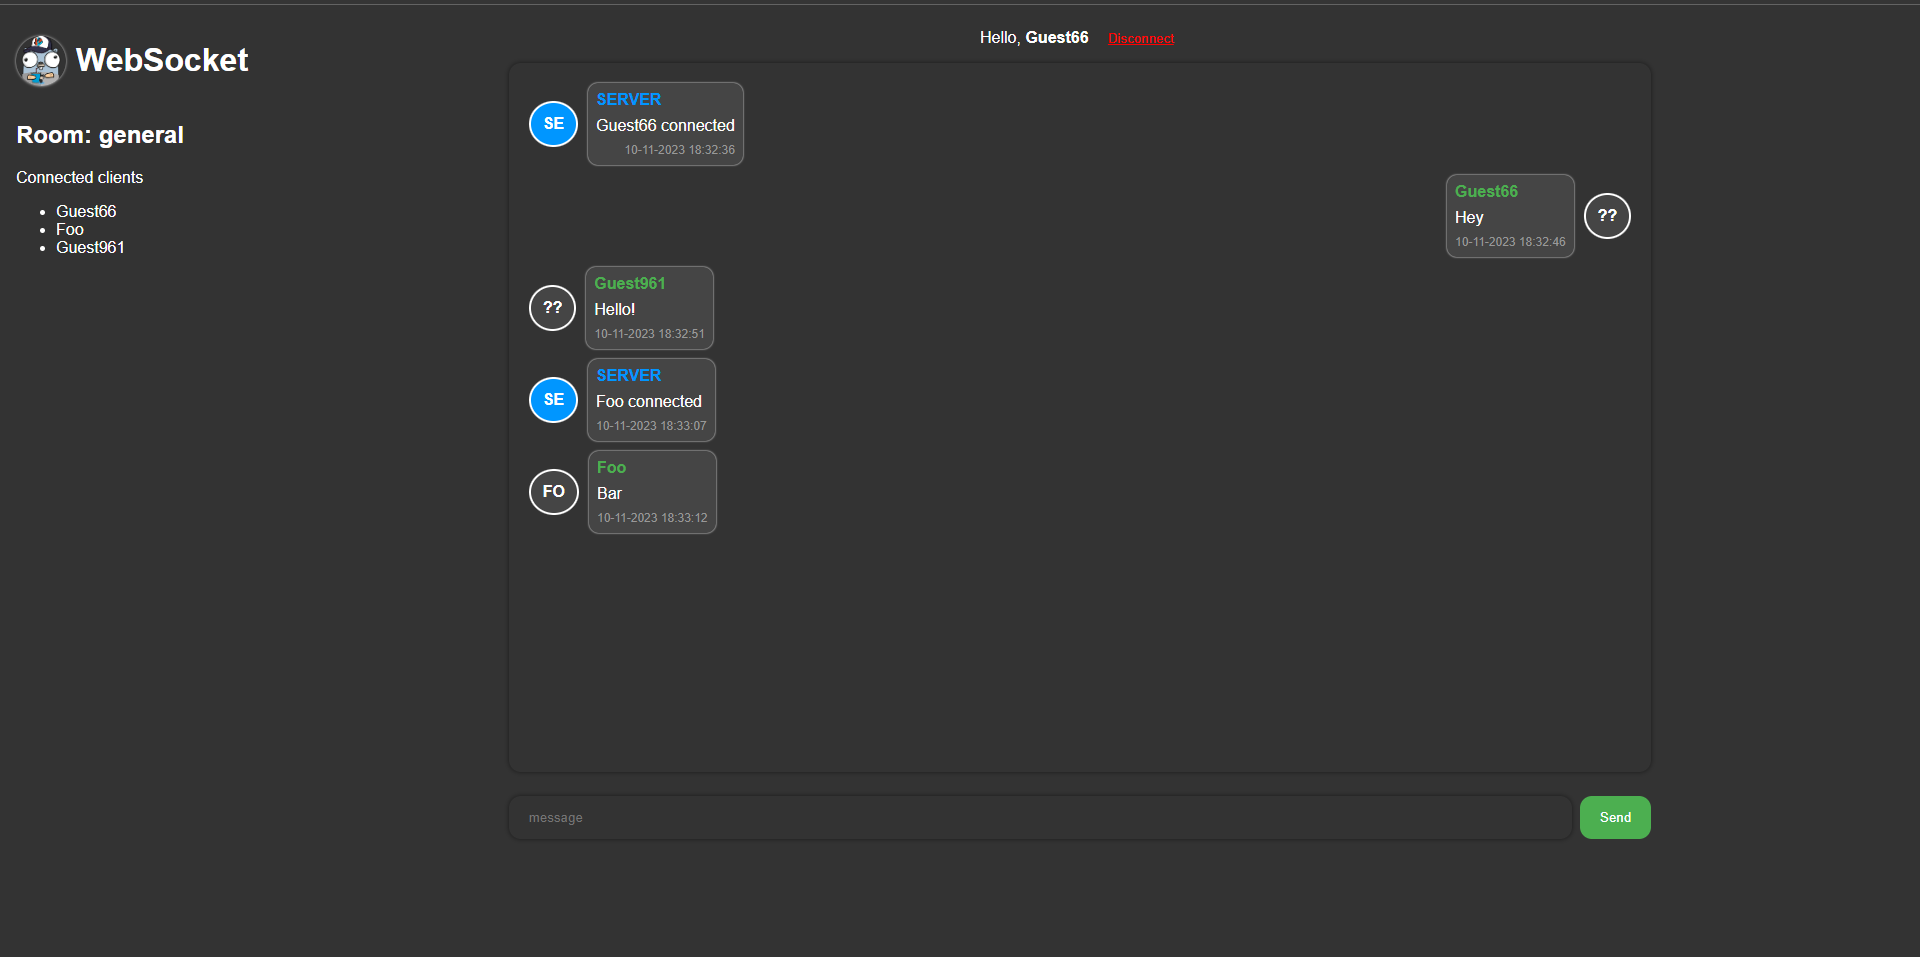 WebSocket
Room: general
Connected clients
Guest66
Foo
Guest961
Hello, Guest66 Disconnect
SE
SERVER
Guest66 connected
10-11-2023 18:32:36
Guest66
Hey
10-11-2023 18:32:46
??
??
Guest961
Hello!
10-11-2023 18:32:51
SE
SERVER
Foo connected
10-11-2023 18:33:07
FO
Foo
Bar
10-11-2023 18:33:12
message
Send